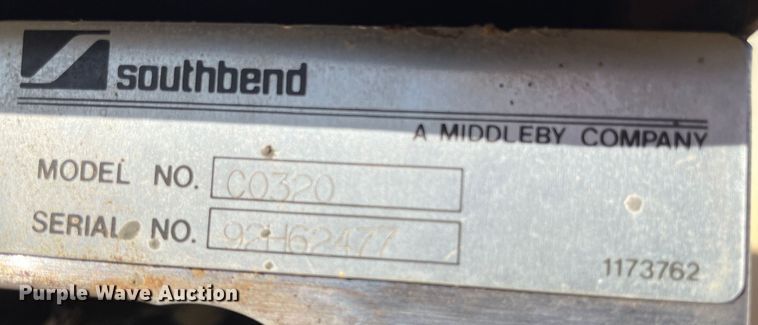 southbend
A MIDDLEBY COMPANY
MODEL NO. C0320
SERIAL NO. 92H62477
1173762
Purple Wave Auction